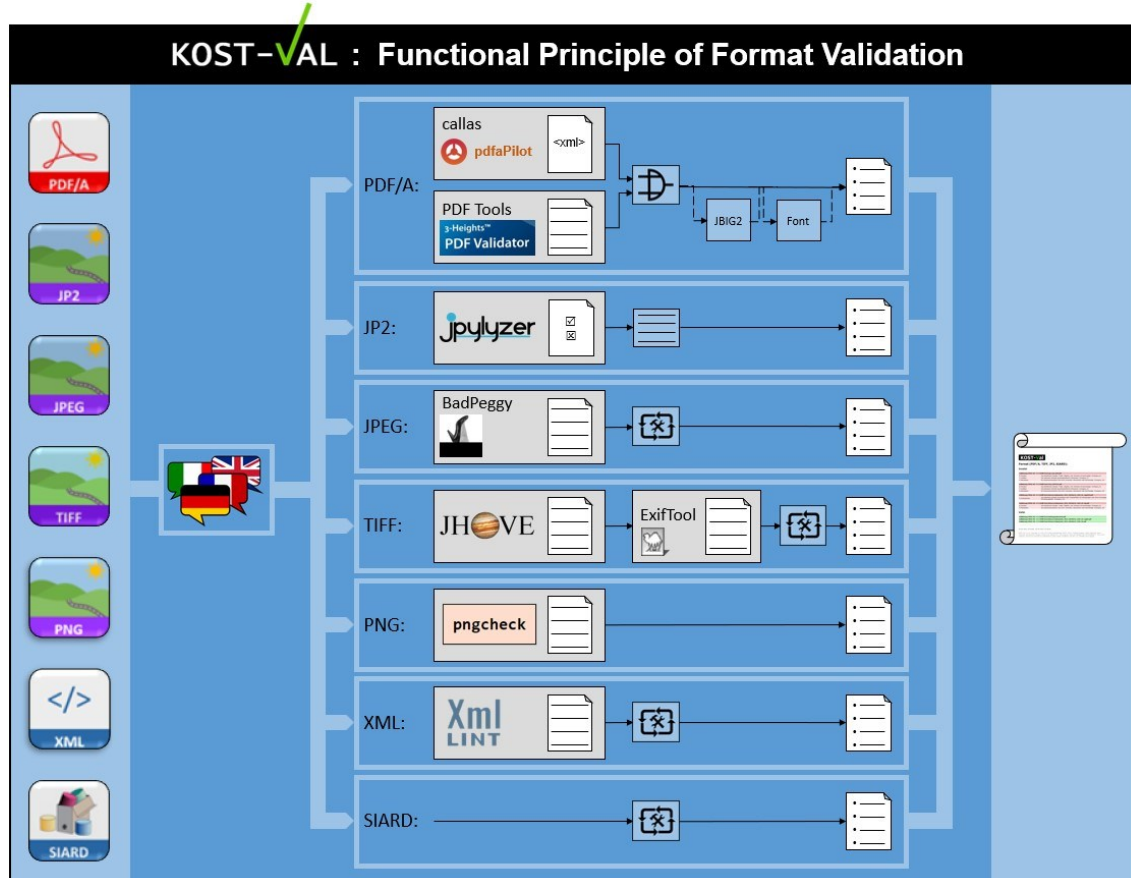 KOST-VAL : Functional Principle of Format Validation
PDF/A
JP2
JPEG
TIFF
PNG
</>
XML
SIARD
PDF/A:
callas
pdfaPilot
<xml>
PDF Tools
3-Heights™
PDF Validator
JBIG2
Font
JP2:
jpylyzer
JPEG:
BadPeggy
TIFF:
JHOVE
ExifTool
PNG:
pngcheck
XML:
Xml
LINT
SIARD:
KOST-Val